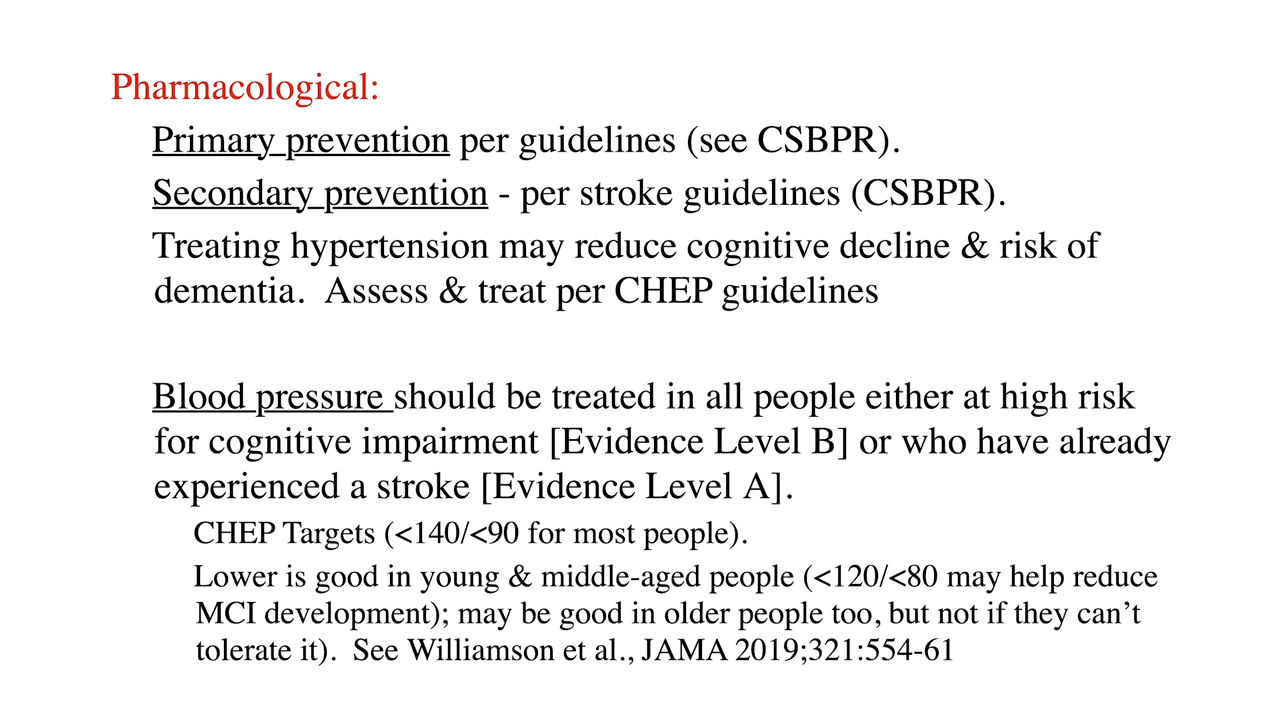 Pharmacological:
Primary prevention per guidelines (see CSBPR).
Secondary prevention - per stroke guidelines (CSBPR).
Treating hypertension may reduce cognitive decline & risk of
dementia.  Assess & treat per CHEP guidelines
Blood pressure should be treated in all people either at high risk
for cognitive impairment [Evidence Level B] or who have already
experienced a stroke [Evidence Level A].
CHEP Targets (<140/<90 for most people).
Lower is good in young & middle-aged people (<120/<80 may help reduce
MCI development); may be good in older people too, but not if they can’t
tolerate it).  See Williamson et al., JAMA 2019;321:554-61